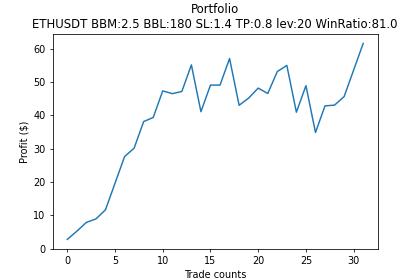 Portfolio
ETHUSDT BBM:2.5 BBL:180 SL:1.4 TP:0.8 lev:20 WinRatio:81.0
60
50
40
30
20
10
0
Profit ($)
0 5 10 15 20 25 30
Trade counts